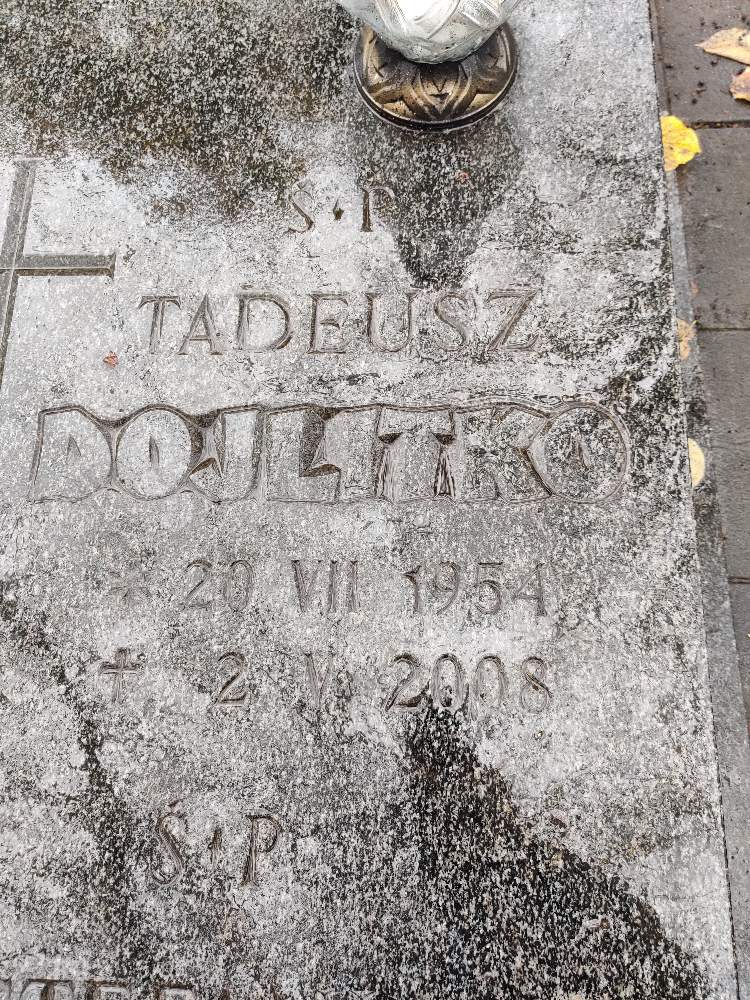 Ś P
TADEUSZ
DOJLITKO
* 20 VII 1954
† 2 V 2008
Ś P